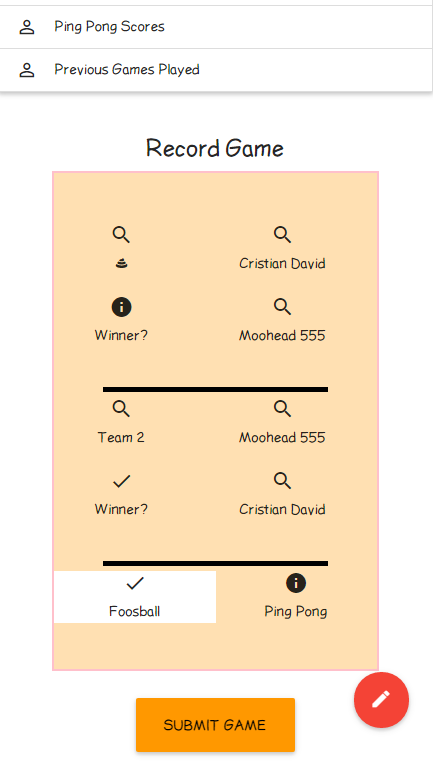 Ping Pong Scores
Previous Games Played
Record Game
💩 Cristian David
Winner? Moohead 555
Team 2 Moohead 555
Winner? Cristian David
Foosball Ping Pong
SUBMIT GAME